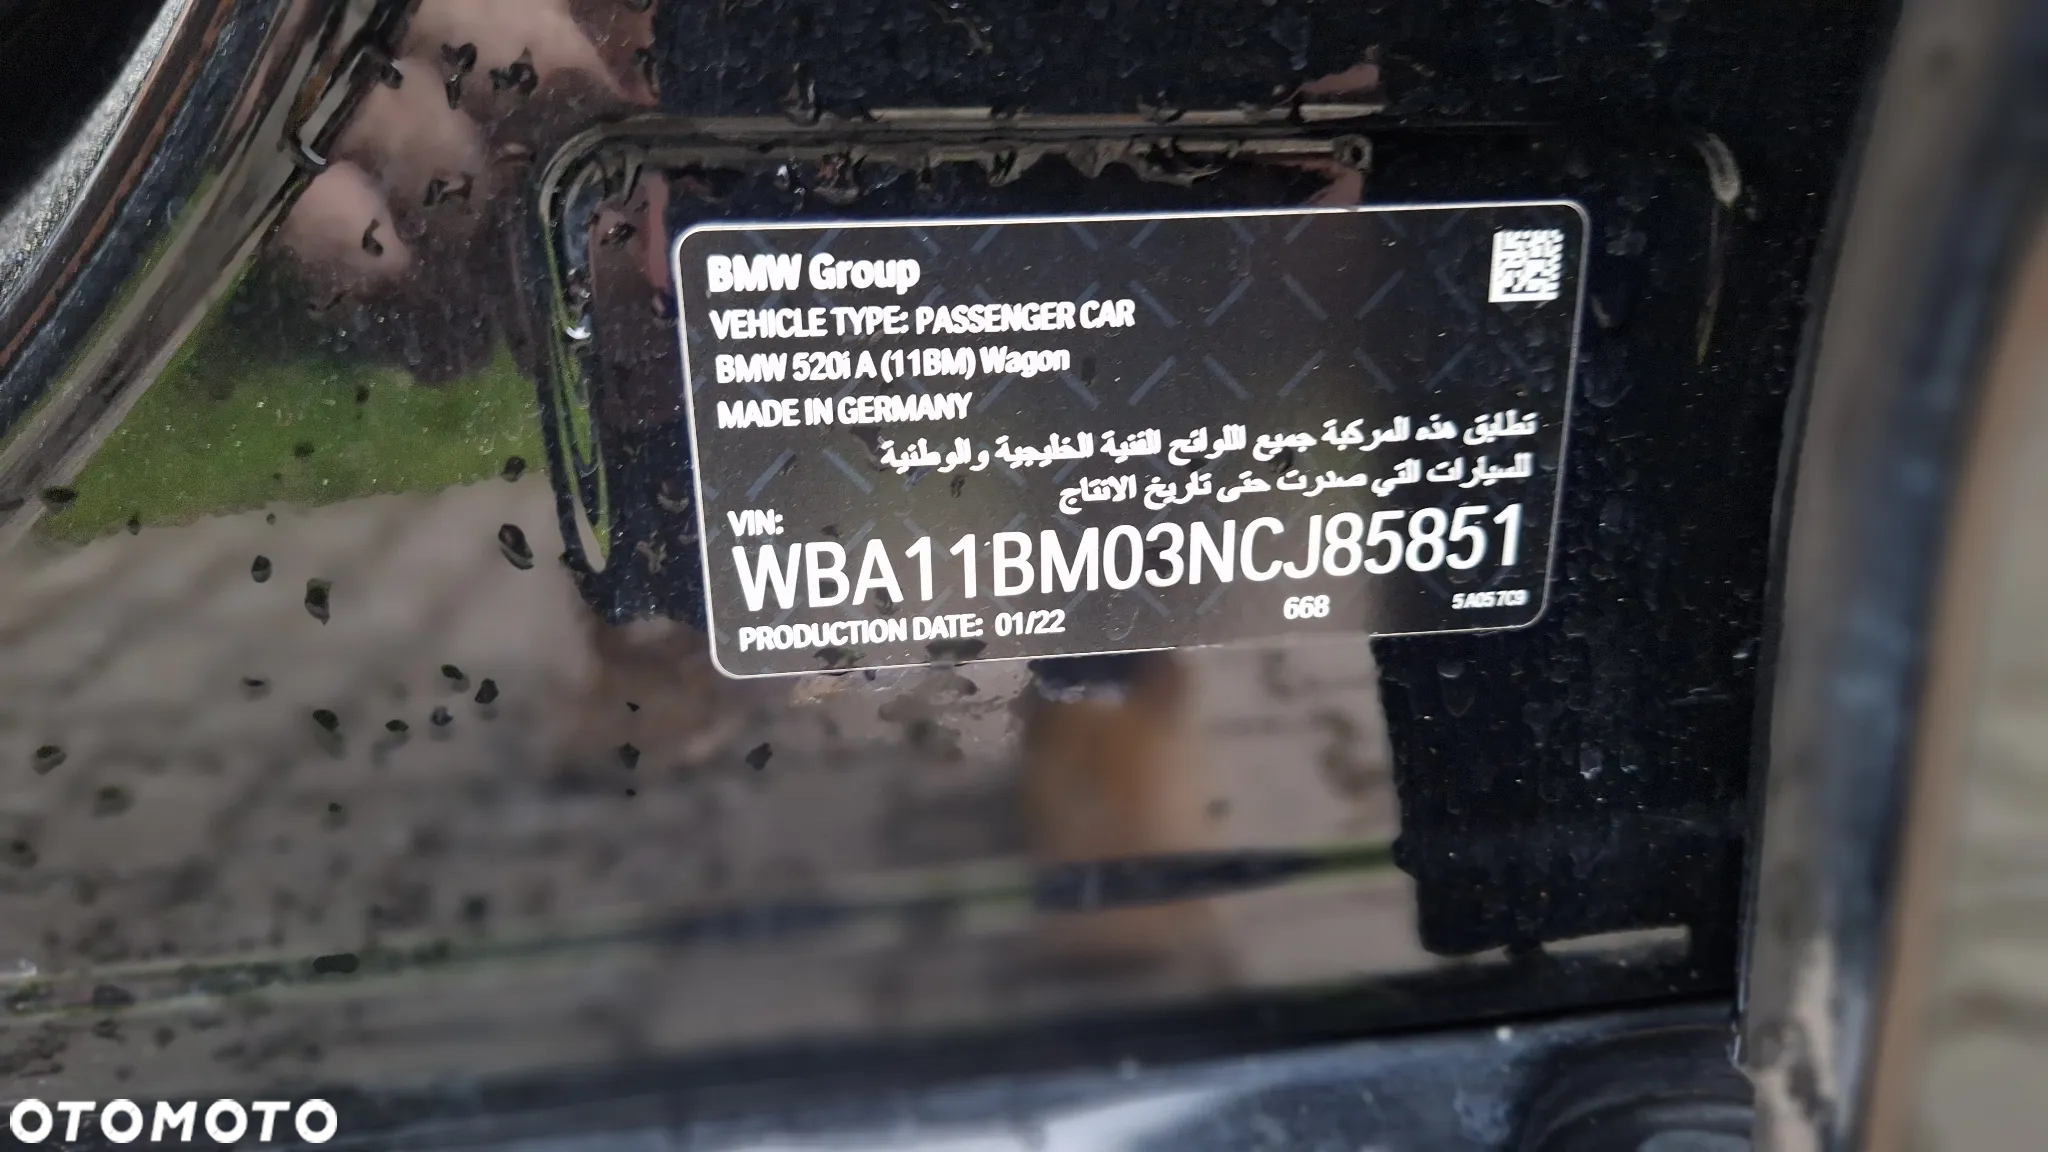 BMW Group
VEHICLE TYPE: PASSENGER CAR
BMW 520i A (11BM) Wagon
MADE IN GERMANY
تطابق هذه المركبة جميع اللوائح الفنية الخليجية والوطنية
للسيارات التي صدرت حتى تاريخ الانتاج
VIN:
WBA11BM03NCJ85851
PRODUCTION DATE: 01/22 668 5A057C9
OTOMOTO